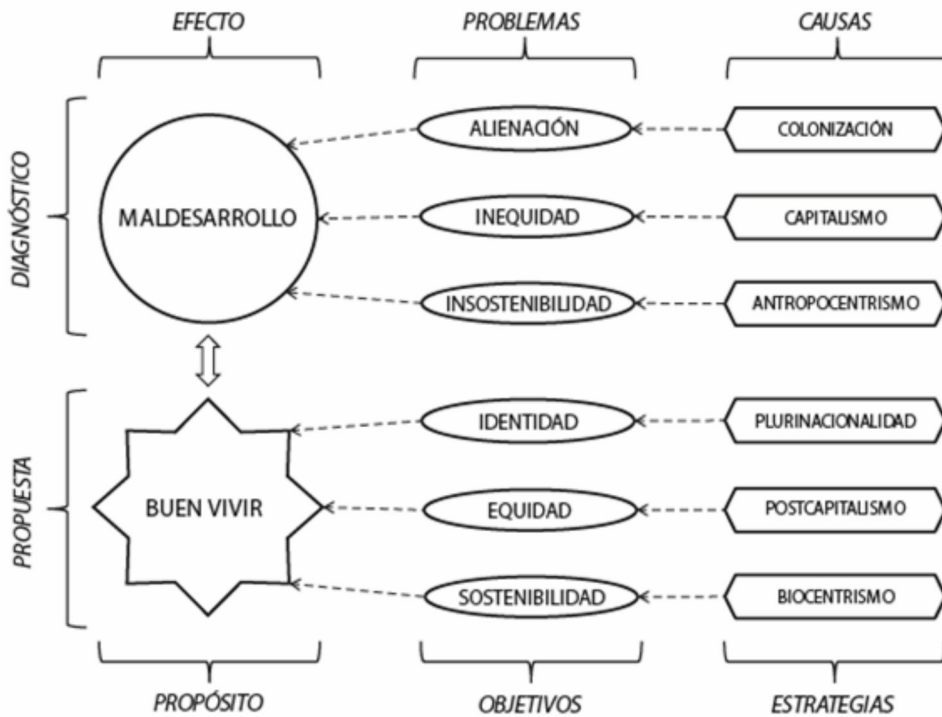 EFECTO
PROBLEMAS
CAUSAS
DIAGNÓSTICO
MALDESARROLLO
ALIENACIÓN
COLONIZACIÓN
INEQUIDAD
CAPITALISMO
INSOSTENIBILIDAD
ANTROPOCENTRISMO
PROPUESTA
BUEN VIVIR
IDENTIDAD
PLURINACIONALIDAD
EQUIDAD
POSTCAPITALISMO
SOSTENIBILIDAD
BIOCENTRISMO
PROPÓSITO
OBJETIVOS
ESTRATEGIAS